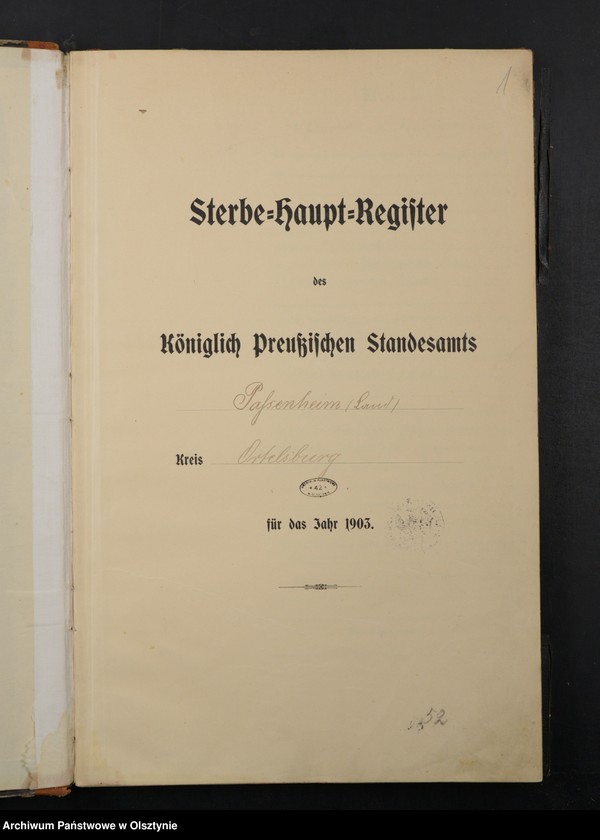 1
Sterbe-Haupt-Register
des
Königlich Preußischen Standesamts
Passenheim (Land)
Kreis Ortelsburg
für das Jahr 1903.
52
Archiwum Państwowe w Olsztynie